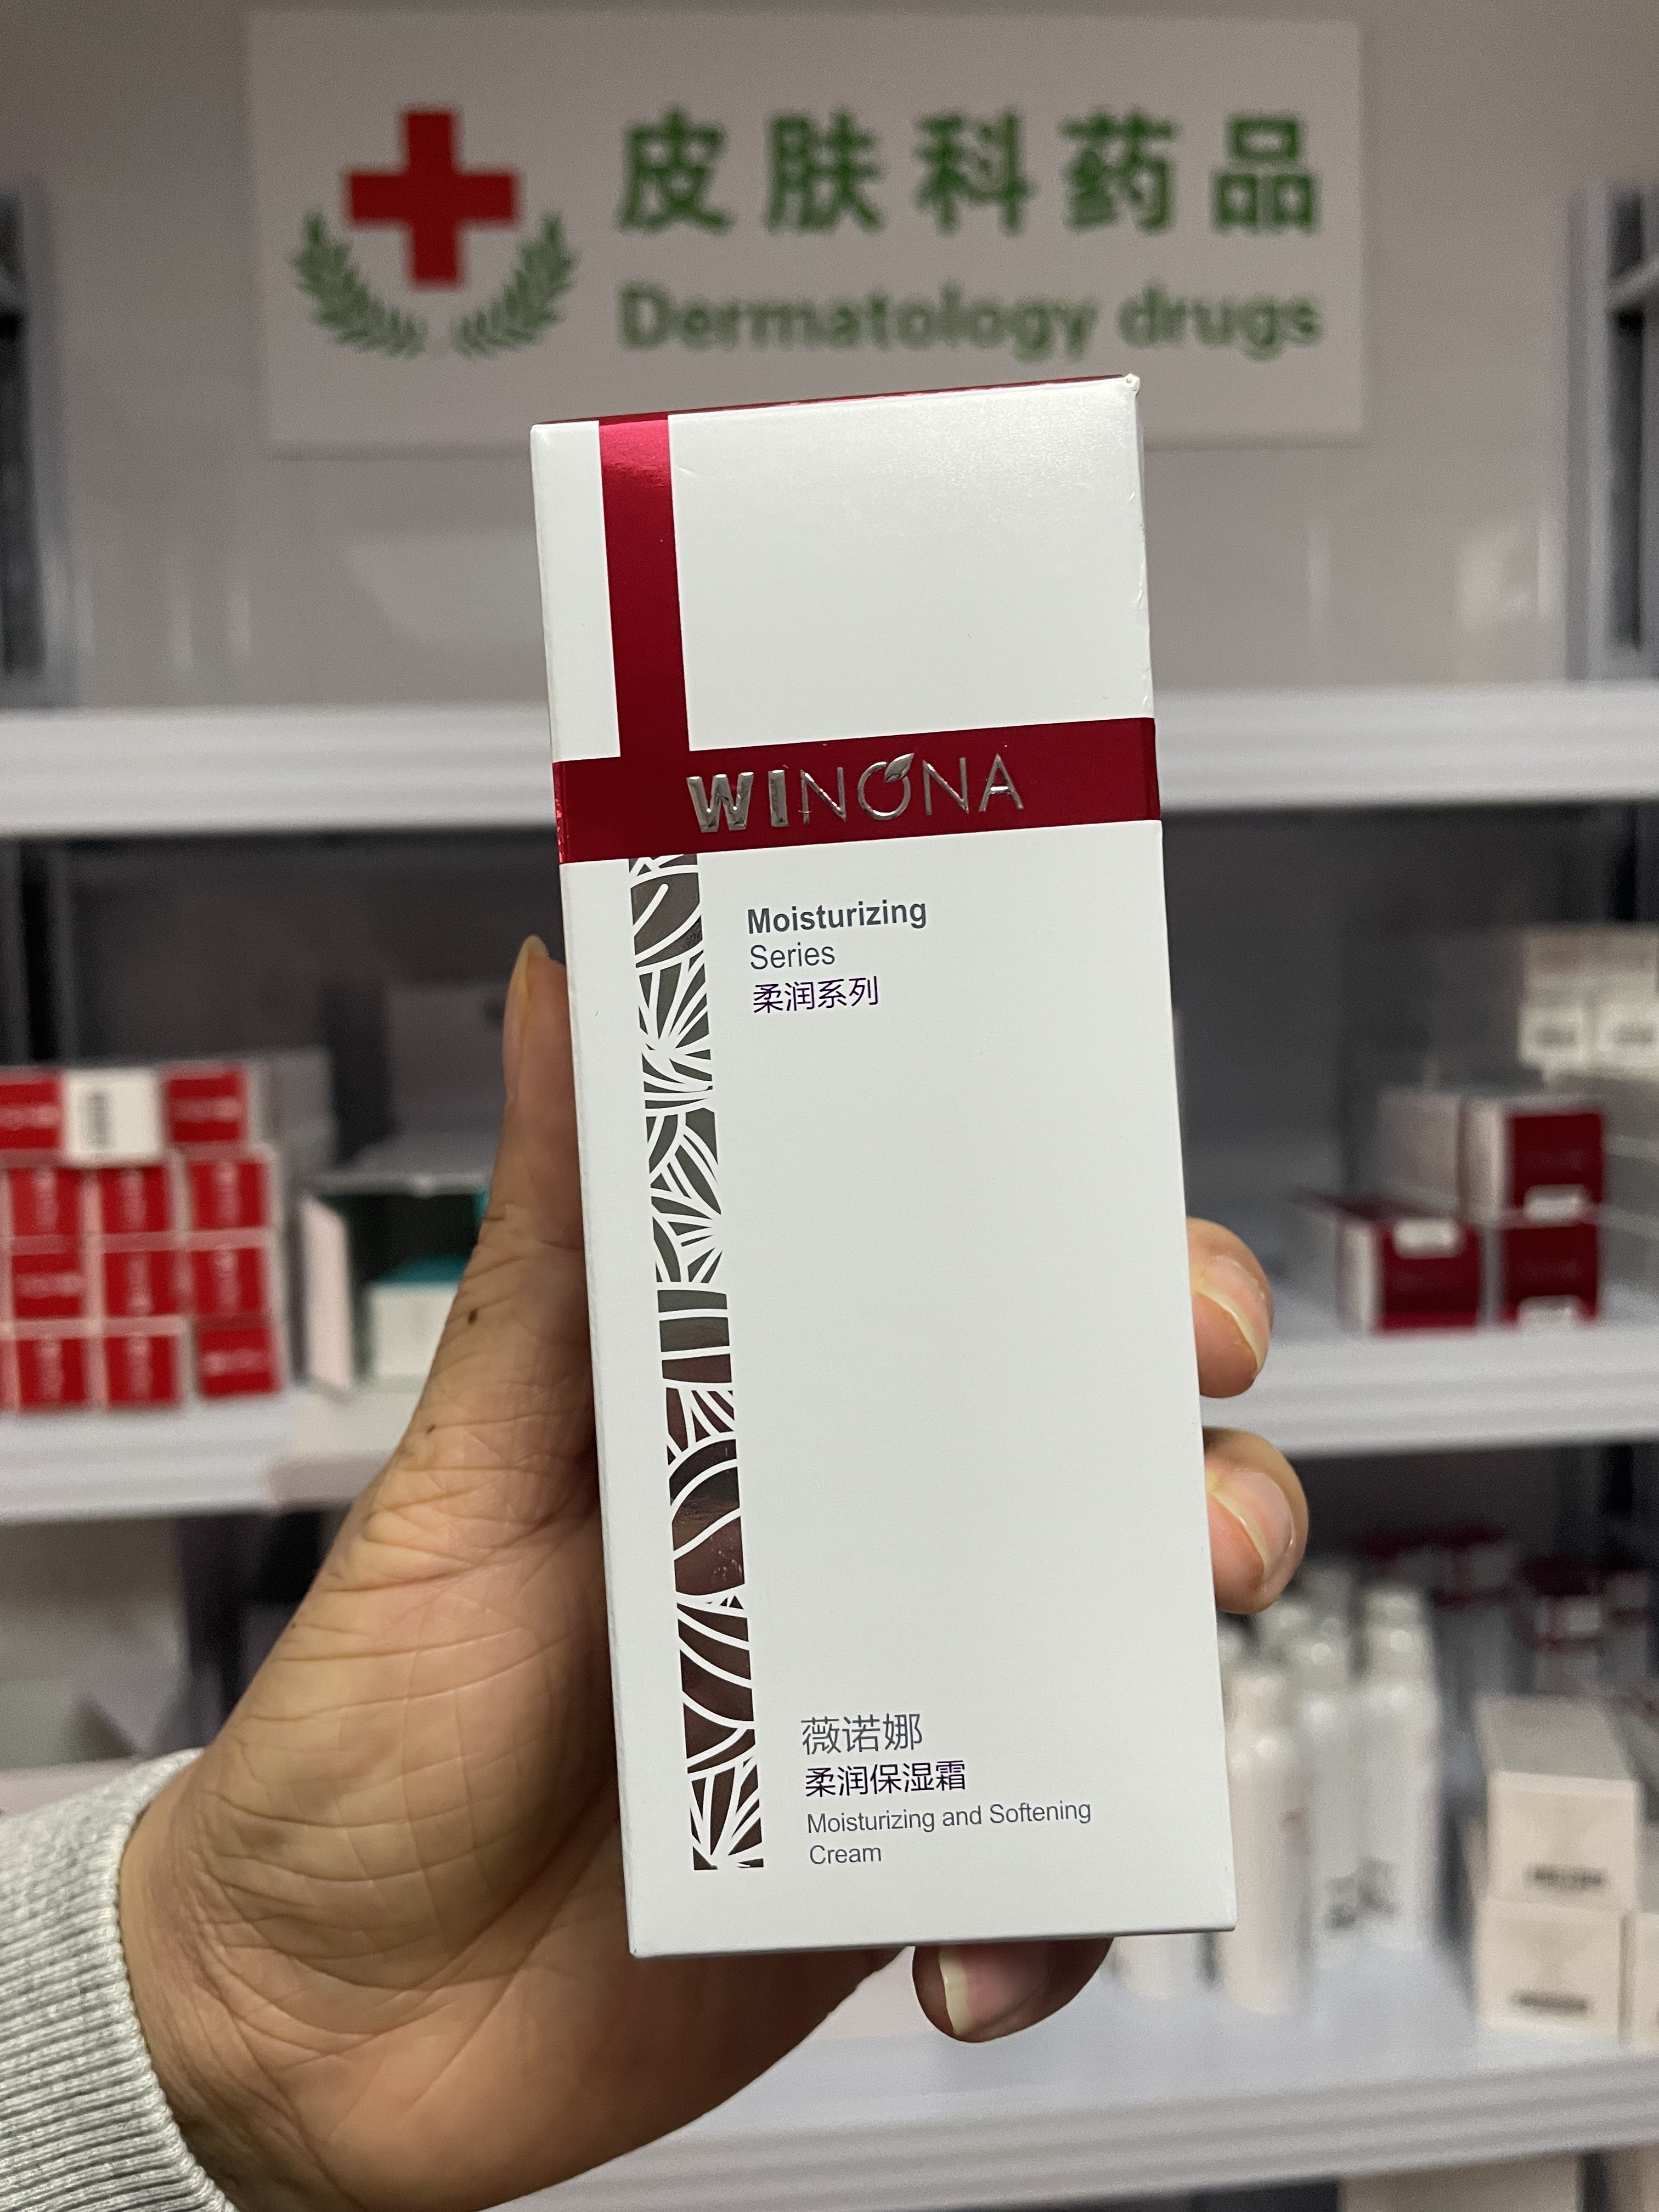 皮肤科药品
Dermatology drugs
WINONA
Moisturizing
Series
柔润系列
薇诺娜
柔润保湿霜
Moisturizing and Softening
Cream